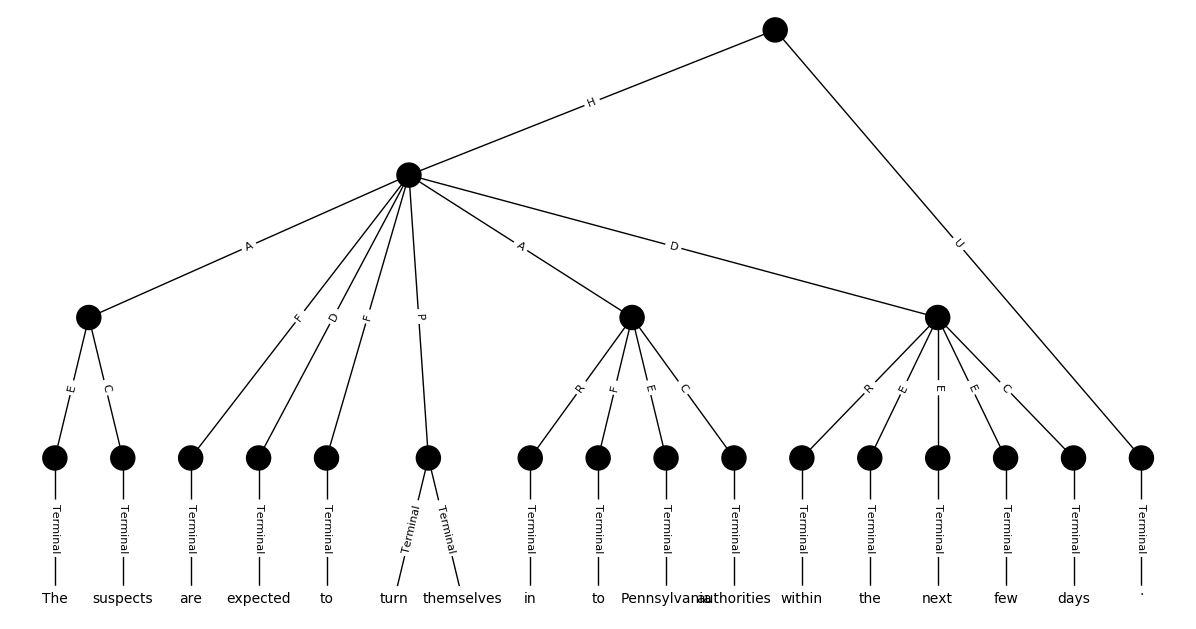 H
U
A F D F P A D
E C R F E C R E E E C
Terminal Terminal Terminal Terminal Terminal Terminal Terminal Terminal Terminal Terminal Terminal Terminal Terminal Terminal Terminal Terminal Terminal
The suspects are expected to turn themselves in to Pennsylvania authorities within the next few days .